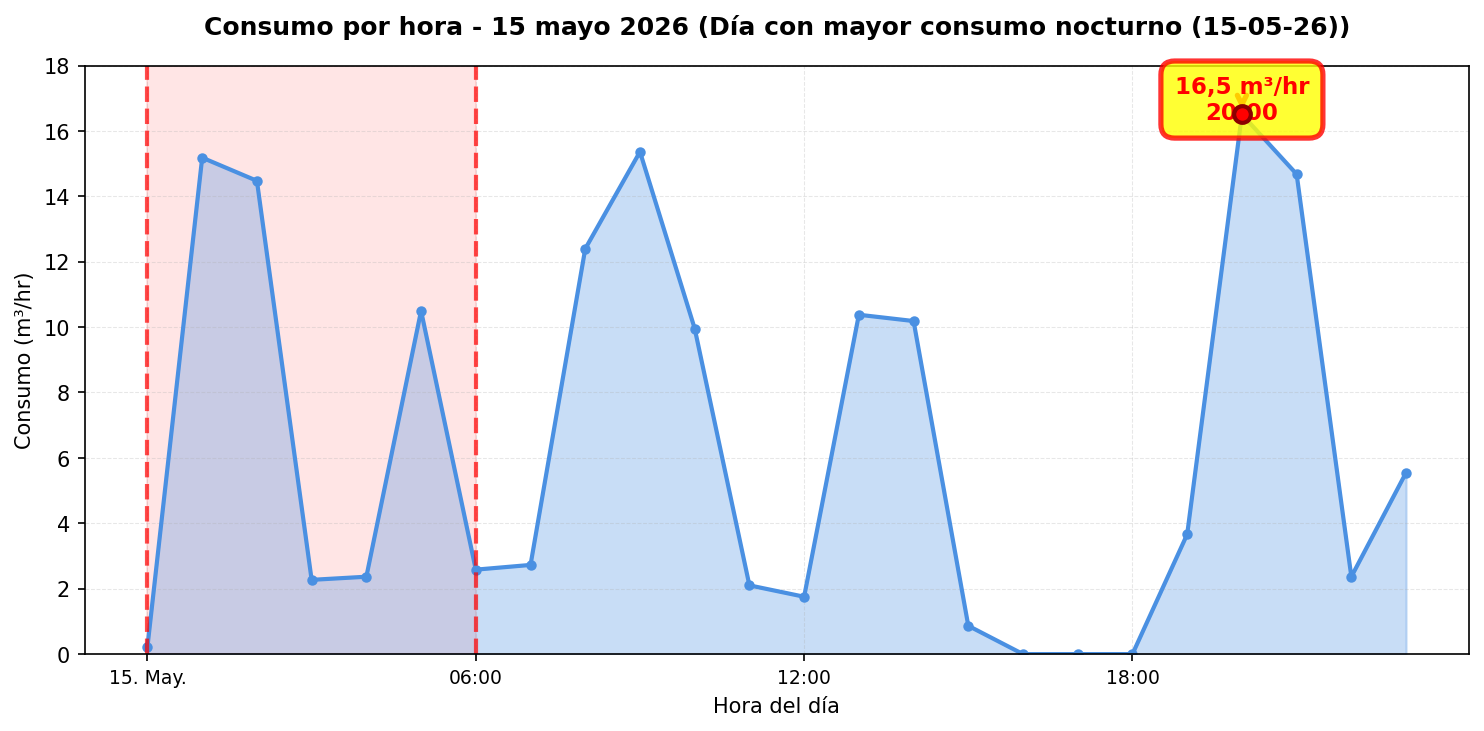 Consumo por hora - 15 mayo 2026 (Día con mayor consumo nocturno (15-05-26))
18
16,5 m³/hr
20:00
16
14
12
10
8
6
4
2
0
Consumo (m³/hr)
15. May.
06:00
12:00
18:00
Hora del día